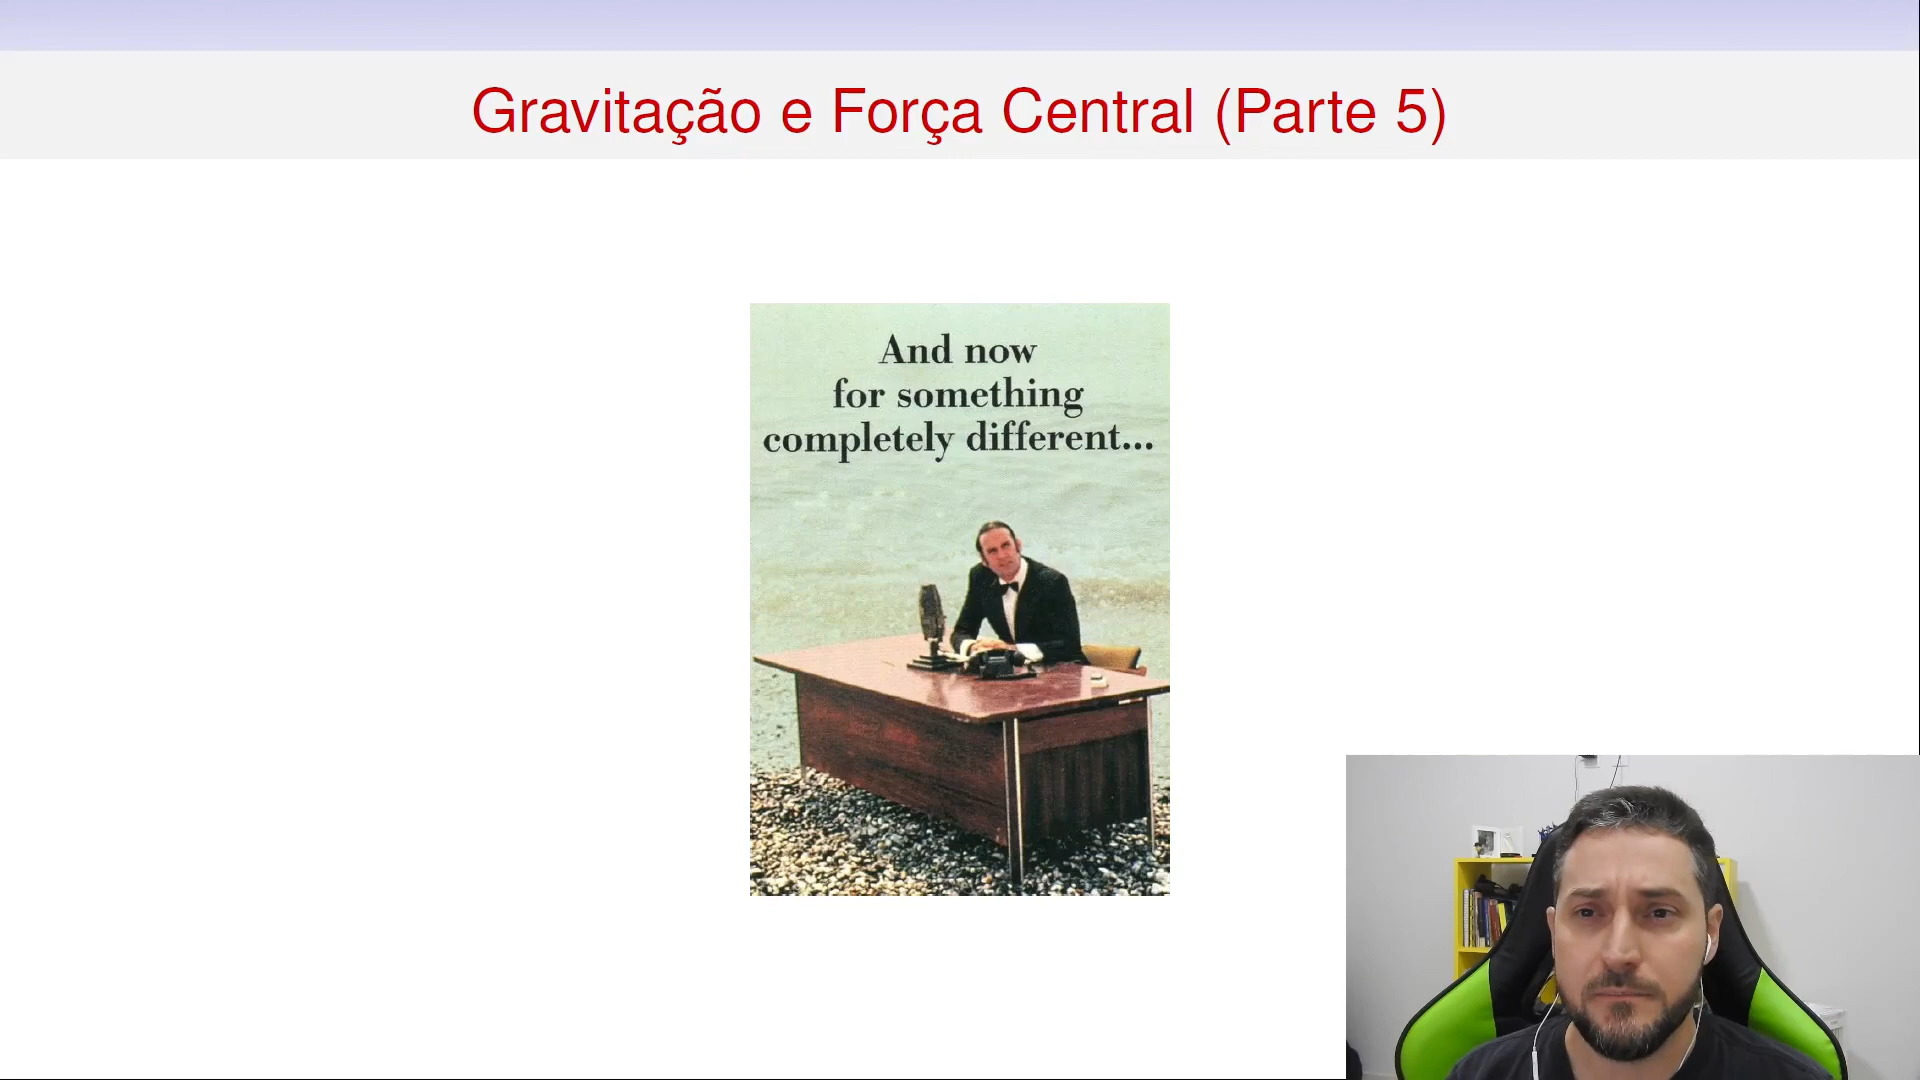 Gravitação e Força Central (Parte 5)
And now
for something
completely different...